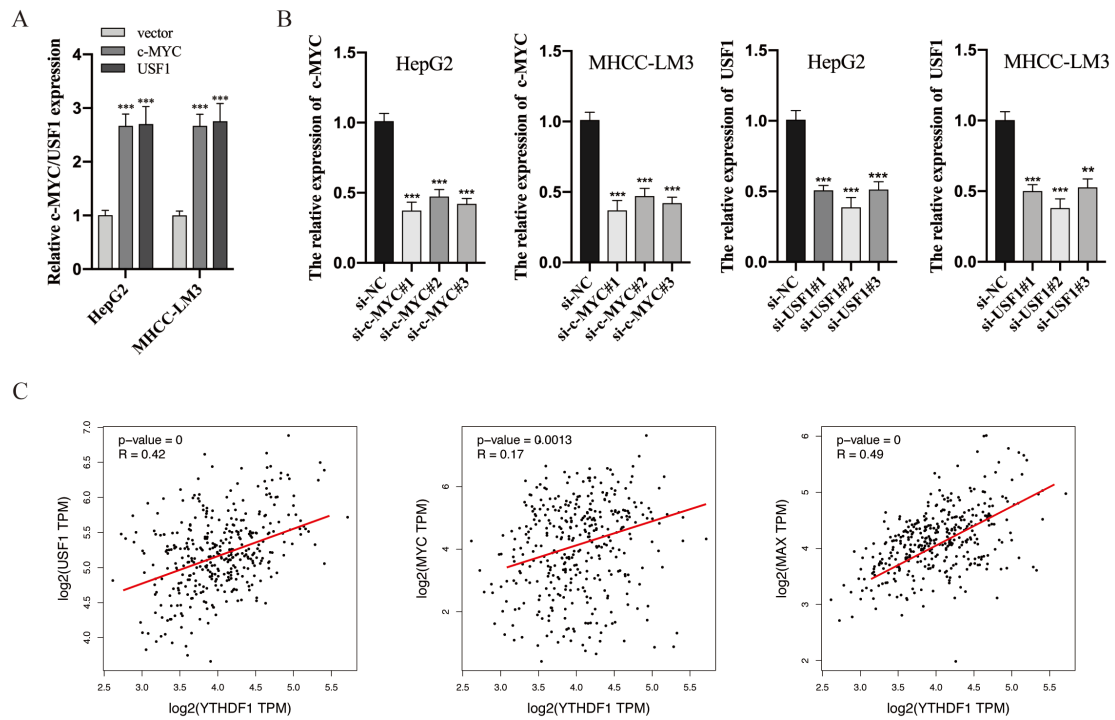 A
Relative c-MYC/USF1 expression
vector
c-MYC
USF1
5
4
3
2
1
0
***
***
***
***
HepG2
MHCC-LM3
B
The relative expression of c-MYC
HepG2
1.5
1.0
0.5
0.0
***
***
***
si-NC
si-c-MYC#1
si-c-MYC#2
si-c-MYC#3
The relative expression of c-MYC
MHCC-LM3
1.5
1.0
0.5
0.0
***
***
***
si-NC
si-c-MYC#1
si-c-MYC#2
si-c-MYC#3
The relative expression of USF1
HepG2
1.5
1.0
0.5
0.0
***
***
***
si-NC
si-USF1#1
si-USF1#2
si-USF1#3
The relative expression of USF1
MHCC-LM3
1.5
1.0
0.5
0.0
***
***
**
si-NC
si-USF1#1
si-USF1#2
si-USF1#3
C
p-value = 0
R = 0.42
log2(USF1 TPM)
7.0
6.5
6.0
5.5
5.0
4.5
4.0
2.5 3.0 3.5 4.0 4.5 5.0 5.5
log2(YTHDF1 TPM)
p-value = 0.0013
R = 0.17
log2(MYC TPM)
6
4
2
2.5 3.0 3.5 4.0 4.5 5.0 5.5
log2(YTHDF1 TPM)
p-value = 0
R = 0.49
log2(MAX TPM)
6
5
4
3
2
2.5 3.0 3.5 4.0 4.5 5.0 5.5
log2(YTHDF1 TPM)